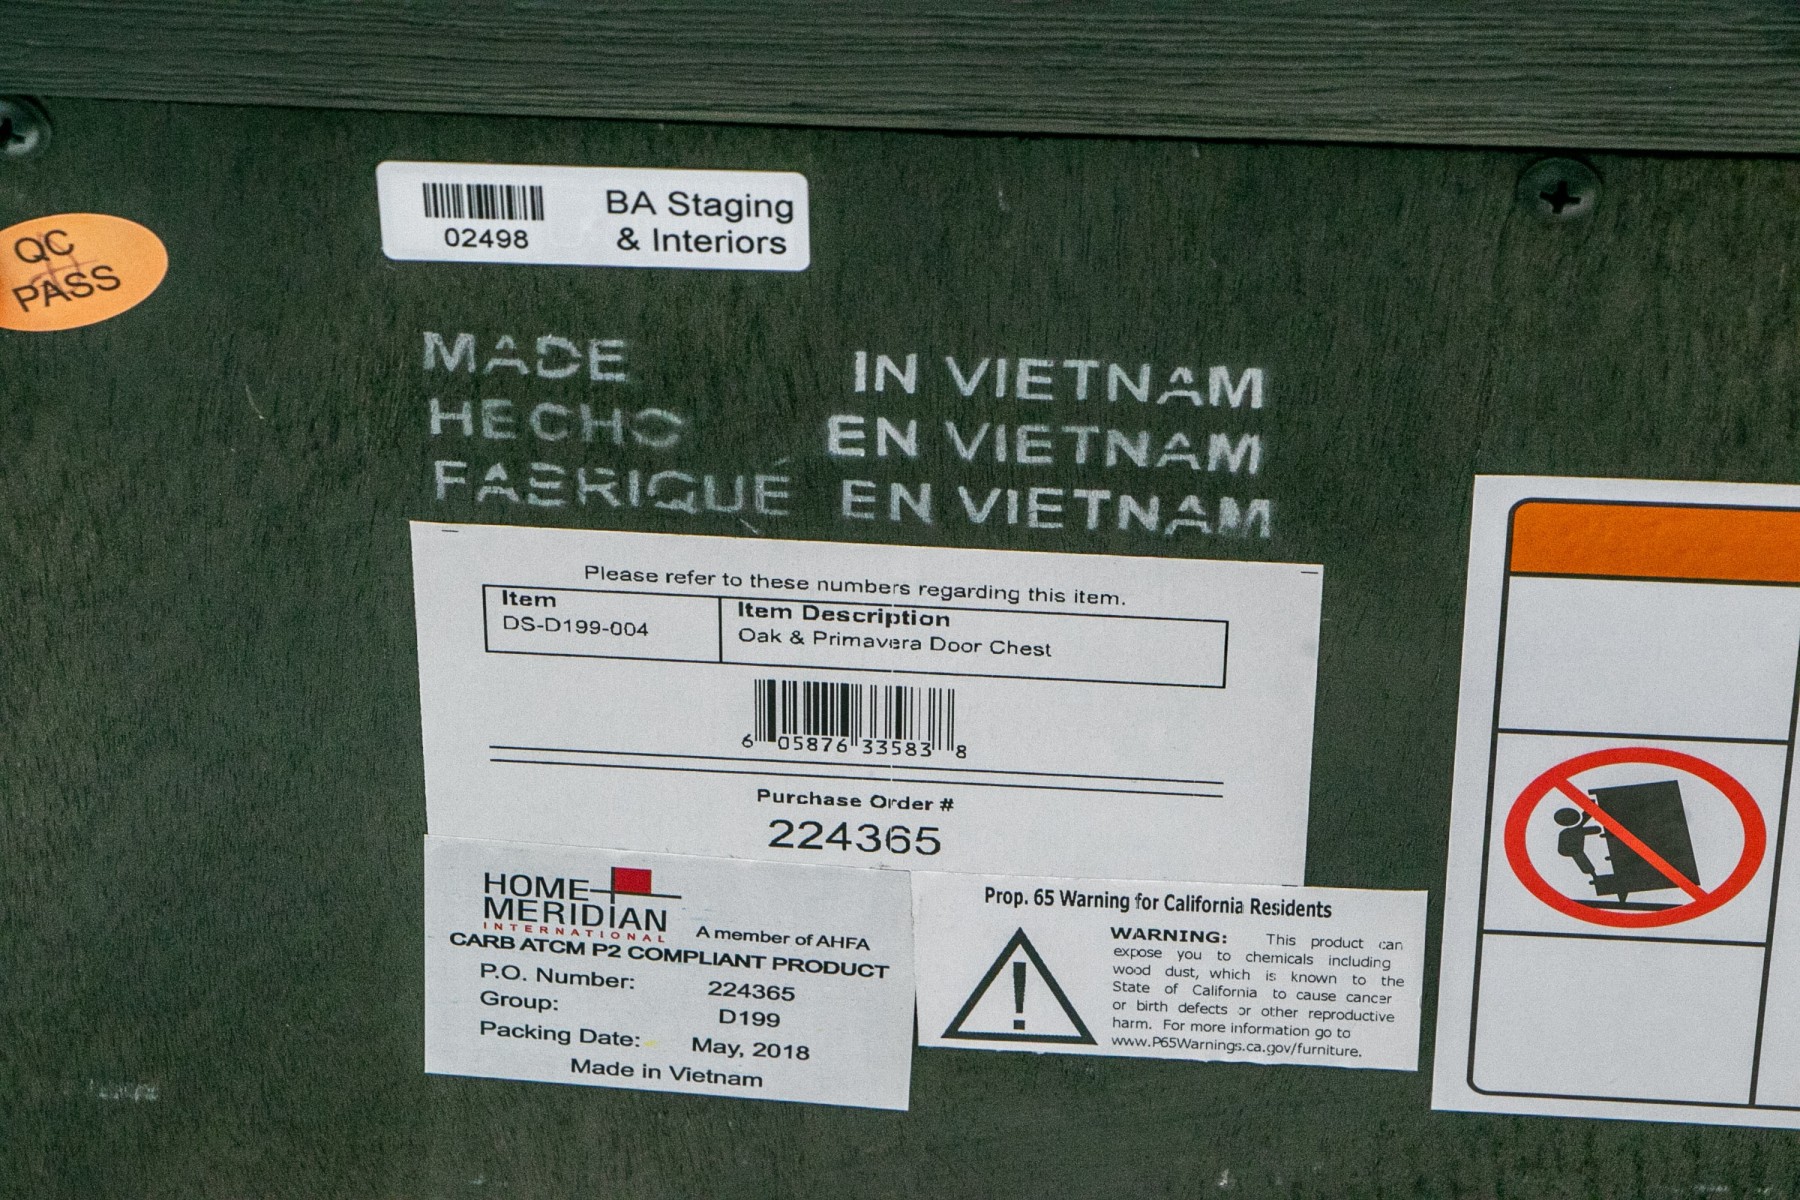 QC
PASS
02498
BA Staging
& Interiors
MADE IN VIETNAM
HECHO EN VIETNAM
FABRIQUÉ EN VIETNAM
Please refer to these numbers regarding this item.
Item
DS-D199-004
Item Description
Oak & Primavera Door Chest
6 05876 33583 8
Purchase Order #
224365
HOME
MERIDIAN
INTERNATIONAL
A member of AHFA
CARB ATCM P2 COMPLIANT PRODUCT
P.O. Number: 224365
Group: D199
Packing Date: May, 2018
Made in Vietnam
Prop. 65 Warning for California Residents
WARNING: This product can
expose you to chemicals including
wood dust, which is known to the
State of California to cause cancer
or birth defects or other reproductive
harm. For more information go to
www.P65Warnings.ca.gov/furniture.